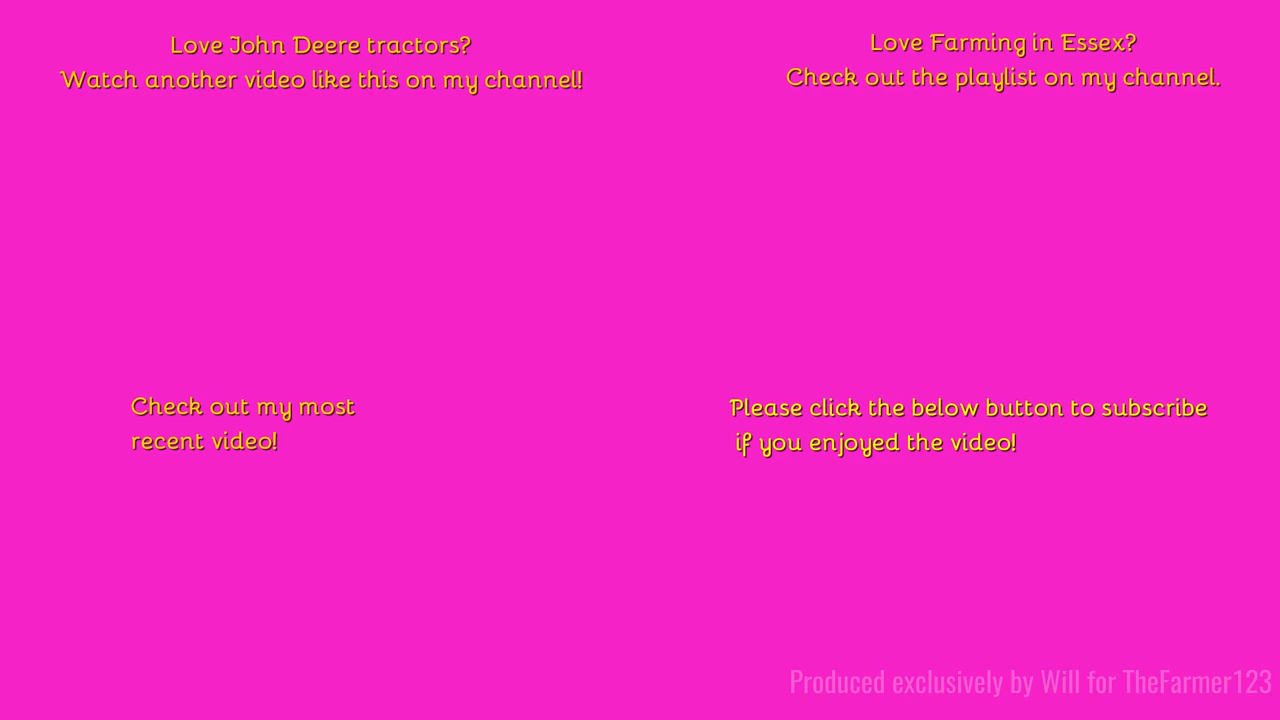 Love John Deere tractors?
Watch another video like this on my channel!
Love Farming in Essex?
Check out the playlist on my channel.
Check out my most
recent video!
Please click the below button to subscribe
if you enjoyed the video!
Produced exclusively by Will for TheFarmer123